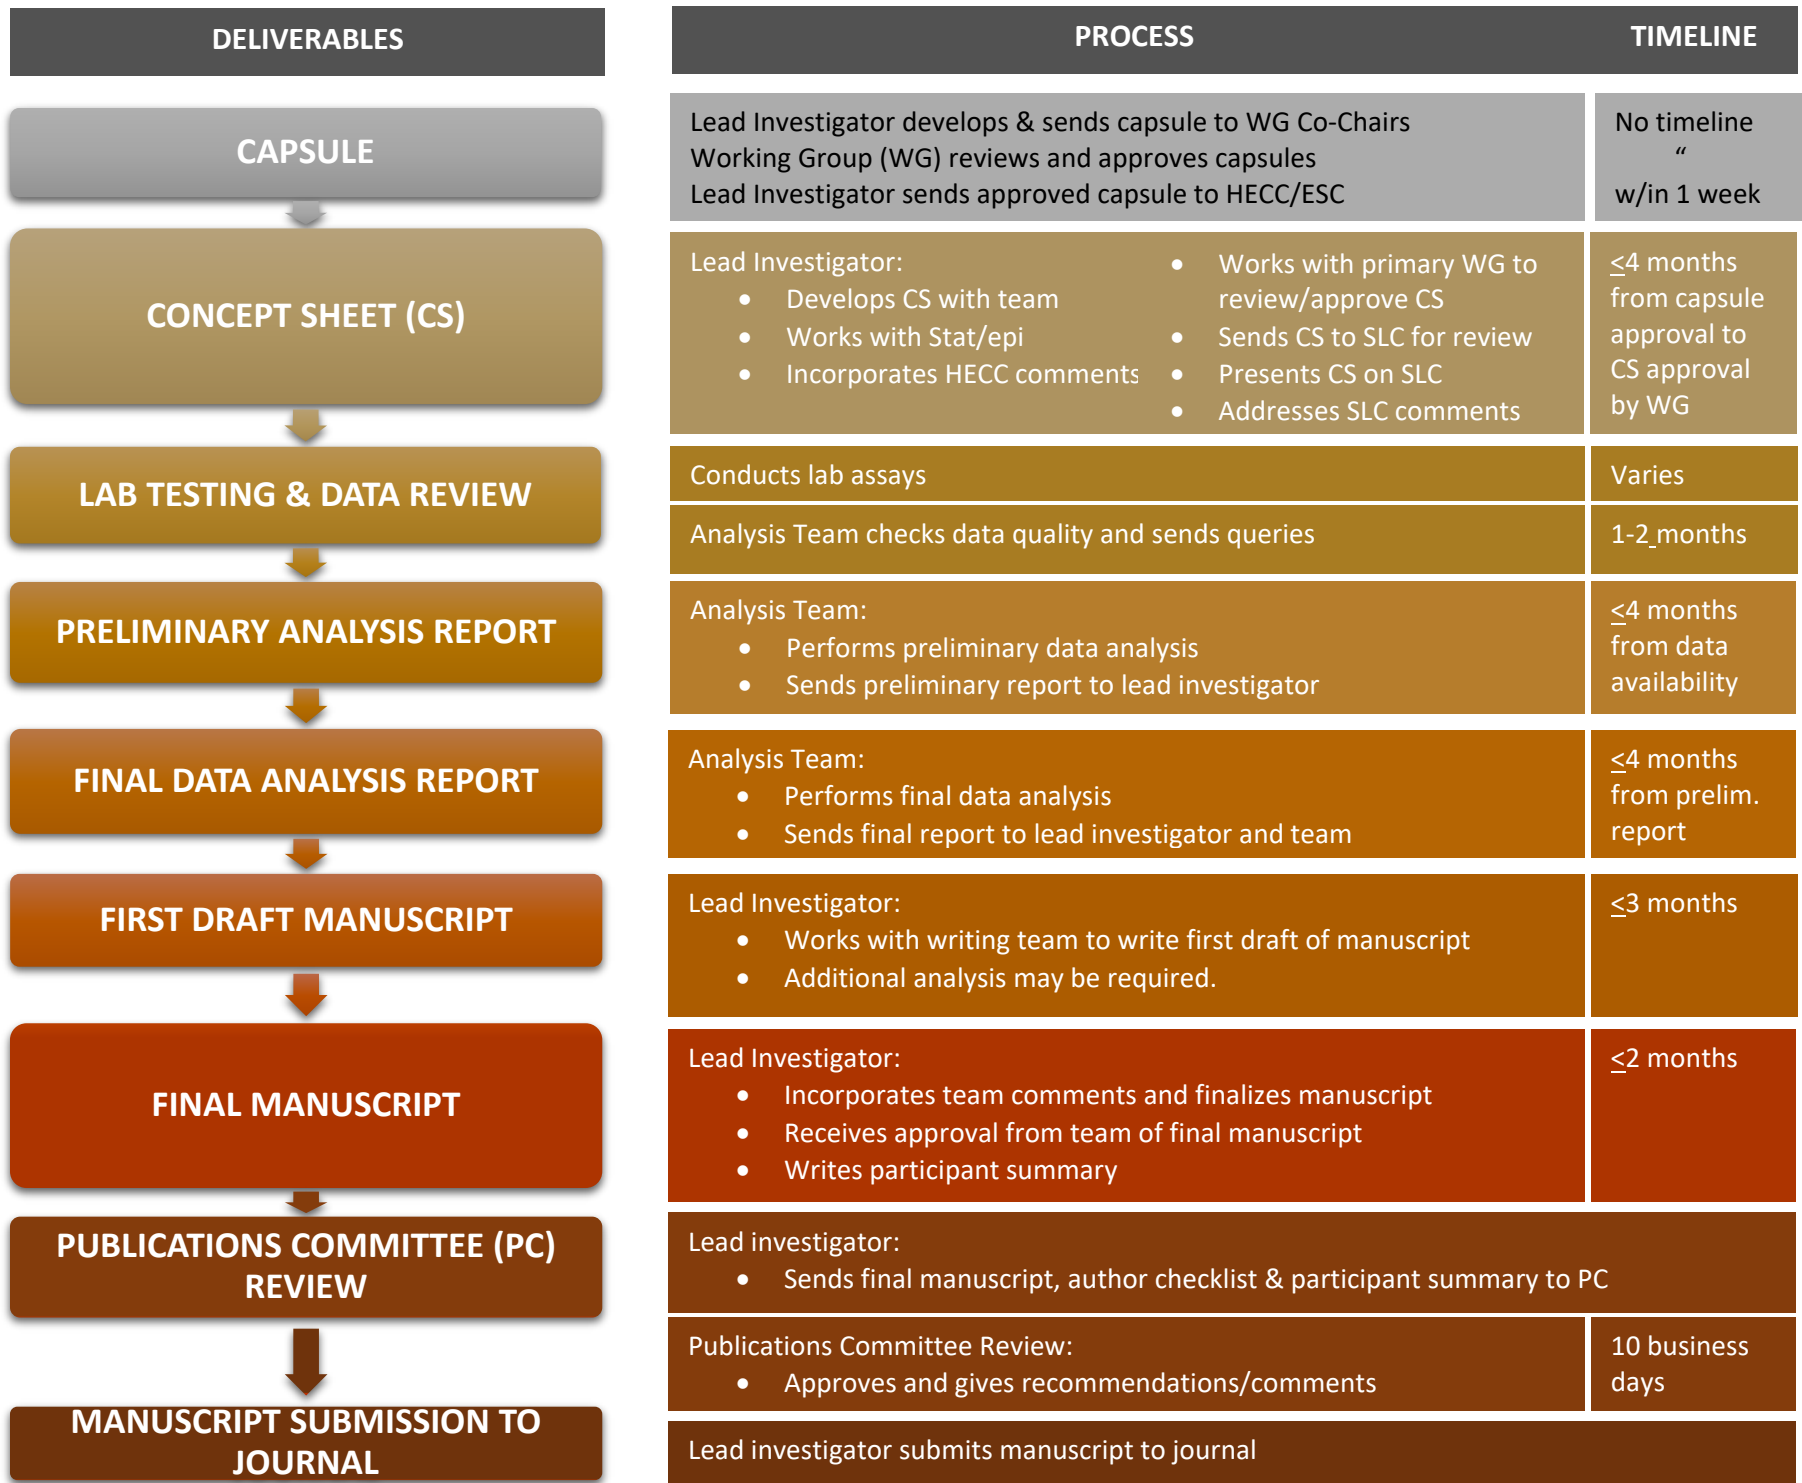 DELIVERABLES
PROCESS
TIMELINE
CAPSULE
Lead Investigator develops & sends capsule to WG Co-Chairs
Working Group (WG) reviews and approves capsules
Lead Investigator sends approved capsule to HECC/ESC
No timeline
“
w/in 1 week
CONCEPT SHEET (CS)
Lead Investigator:
• Develops CS with team
• Works with Stat/epi
• Incorporates HECC comments
• Works with primary WG to
review/approve CS
• Sends CS to SLC for review
• Presents CS on SLC
• Addresses SLC comments
<4 months
from capsule
approval to
CS approval
by WG
LAB TESTING & DATA REVIEW
Conducts lab assays
Varies
Analysis Team checks data quality and sends queries
1-2 months
PRELIMINARY ANALYSIS REPORT
Analysis Team:
• Performs preliminary data analysis
• Sends preliminary report to lead investigator
<4 months
from data
availability
FINAL DATA ANALYSIS REPORT
Analysis Team:
• Performs final data analysis
• Sends final report to lead investigator and team
<4 months
from prelim.
report
FIRST DRAFT MANUSCRIPT
Lead Investigator:
• Works with writing team to write first draft of manuscript
• Additional analysis may be required.
<3 months
FINAL MANUSCRIPT
Lead Investigator:
• Incorporates team comments and finalizes manuscript
• Receives approval from team of final manuscript
• Writes participant summary
<2 months
PUBLICATIONS COMMITTEE (PC)
REVIEW
Lead investigator:
• Sends final manuscript, author checklist & participant summary to PC
Publications Committee Review:
• Approves and gives recommendations/comments
10 business
days
MANUSCRIPT SUBMISSION TO
JOURNAL
Lead investigator submits manuscript to journal